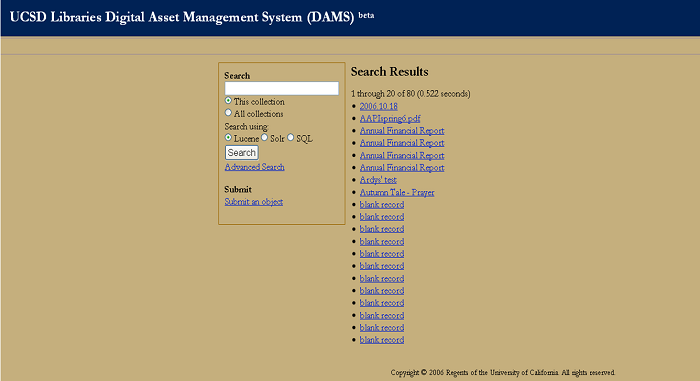 UCSD Libraries Digital Asset Management System (DAMS) beta
Search
This collection
All collections
Search using:
Lucene Solr SQL
Search
Advanced Search
Submit
Submit an object
Search Results
1 through 20 of 80 (0.522 seconds)
• 2006.10.18
• AAPIspring6.pdf
• Annual Financial Report
• Annual Financial Report
• Annual Financial Report
• Annual Financial Report
• Ardys' test
• Autumn Tale - Prayer
• blank record
• blank record
• blank record
• blank record
• blank record
• blank record
• blank record
• blank record
• blank record
• blank record
• blank record
• blank record
Copyright © 2006 Regents of the University of California. All rights reserved.